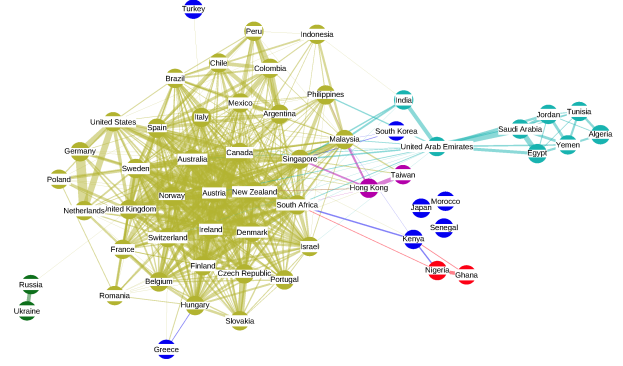 Turkey
Peru
Indonesia
Chile
Colombia
Brazil
Philippines
India
Mexico
Tunisia
Jordan
Italy
Argentina
United States
Spain
South Korea
Saudi Arabia
Algeria
Malaysia
Yemen
United Arab Emirates
Germany
Canada
Egypt
Australia
Singapore
Sweden
Taiwan
Poland
Hong Kong
Norway
Austria
New Zealand
Morocco
South Africa
Japan
Netherlands
United Kingdom
Senegal
Ireland
Denmark
Switzerland
Kenya
Israel
France
Finland
Nigeria
Czech Republic
Ghana
Portugal
Belgium
Russia
Romania
Hungary
Ukraine
Slovakia
Greece